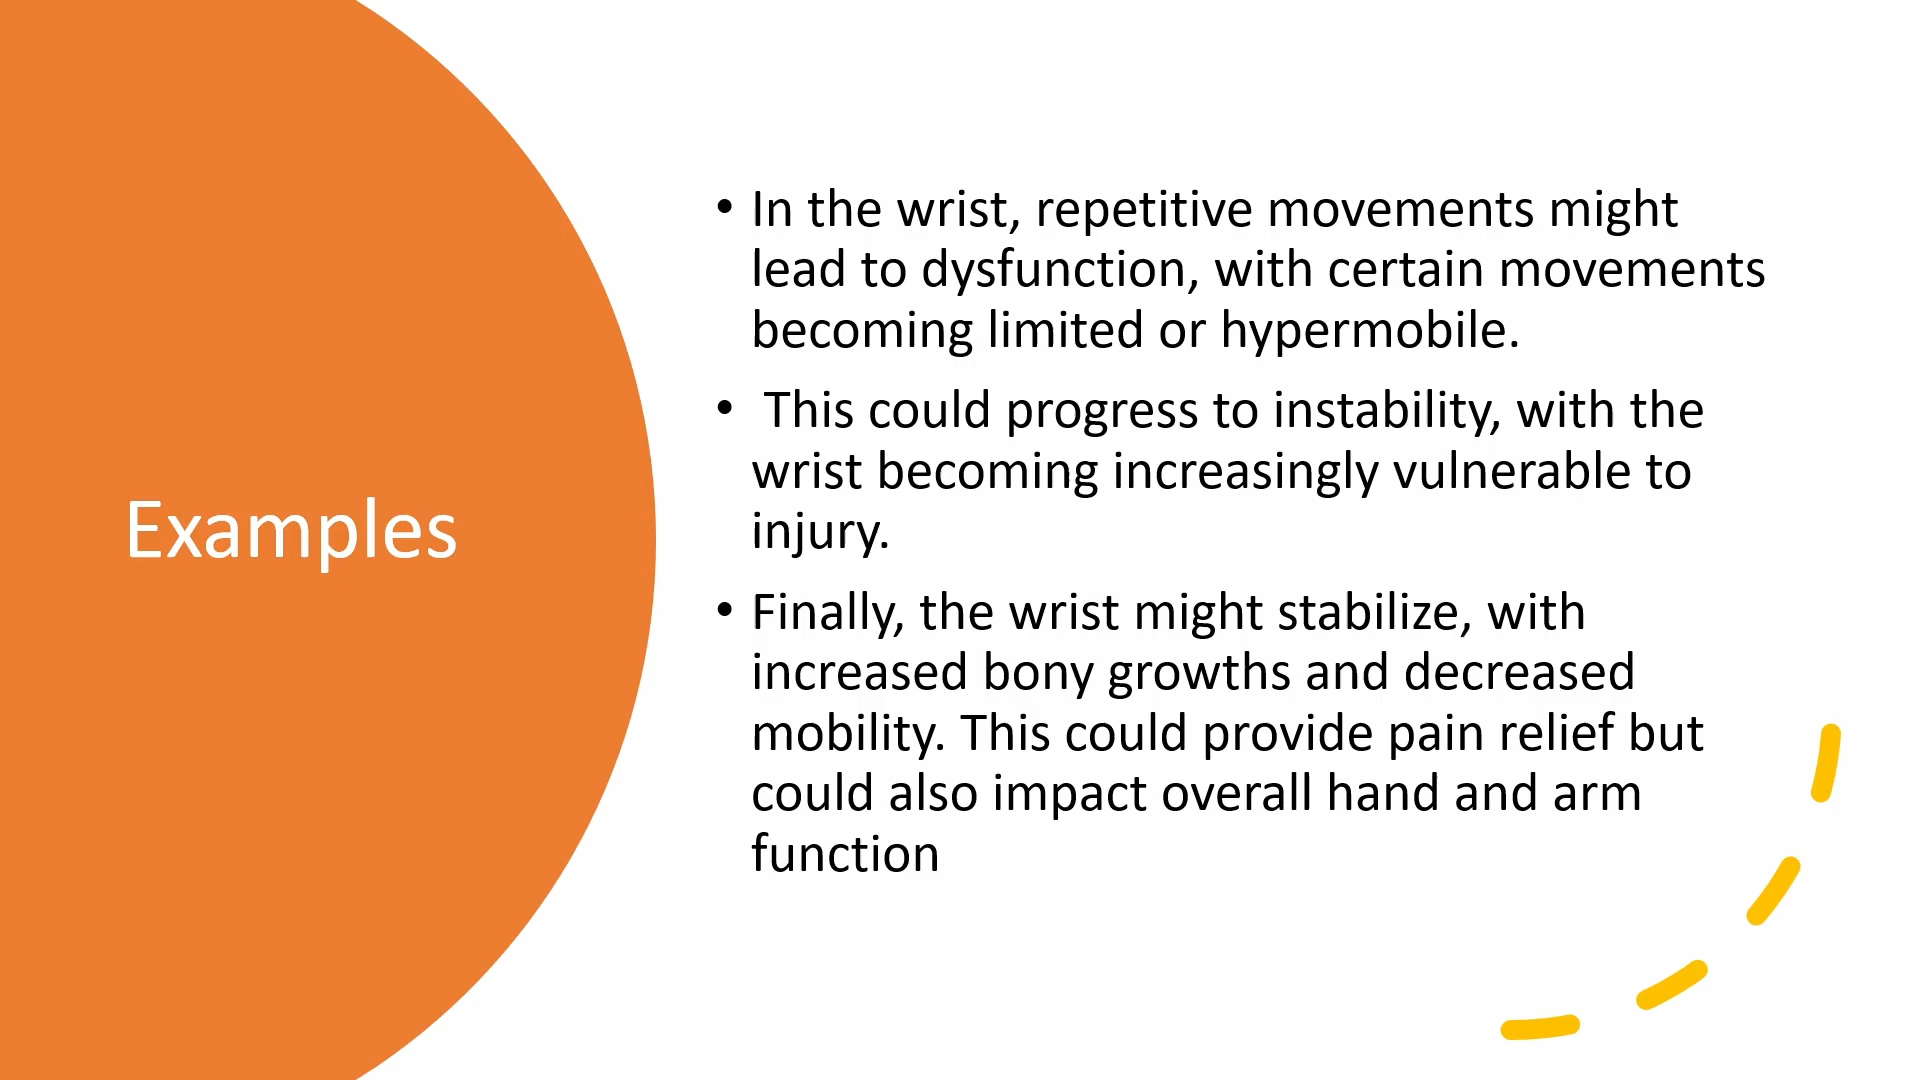 Examples
• In the wrist, repetitive movements might
lead to dysfunction, with certain movements
becoming limited or hypermobile.
• This could progress to instability, with the
wrist becoming increasingly vulnerable to
injury.
• Finally, the wrist might stabilize, with
increased bony growths and decreased
mobility. This could provide pain relief but
could also impact overall hand and arm
function